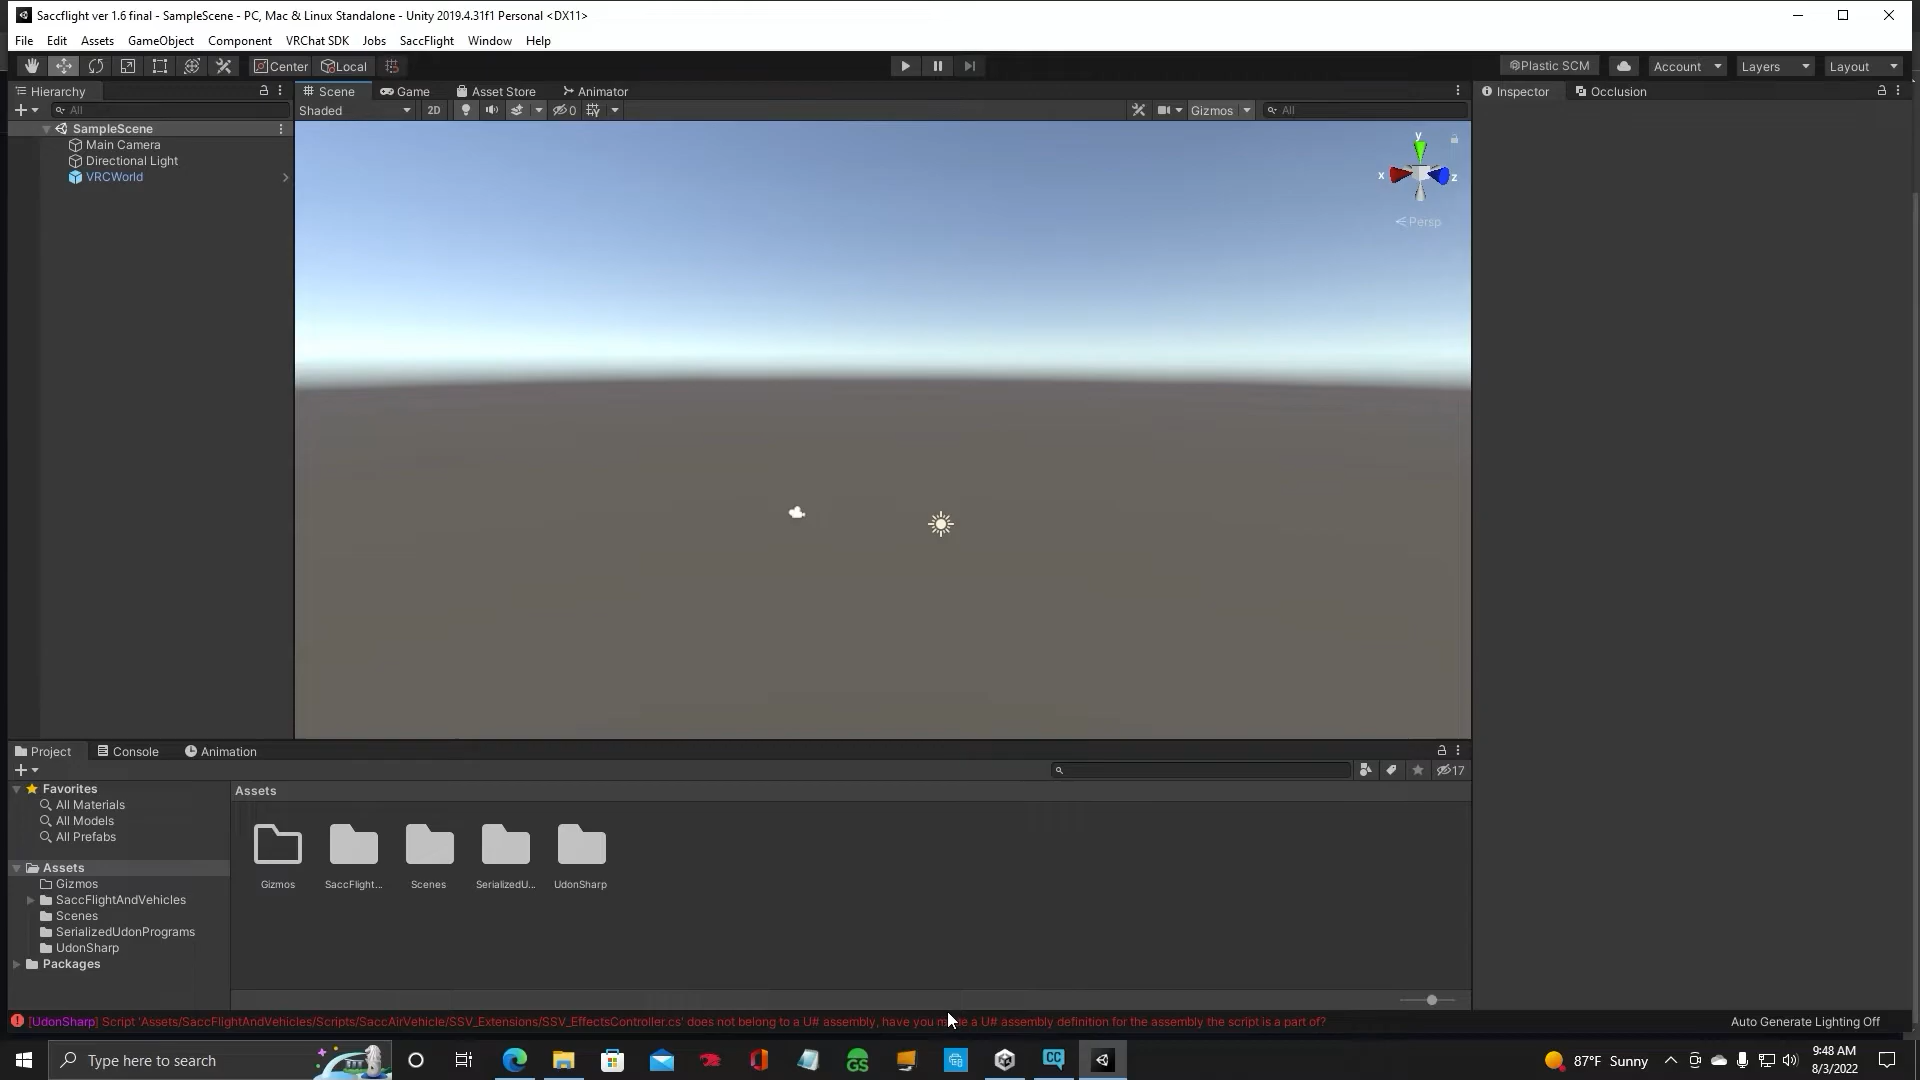 Saccflight ver 1.6 final - SampleScene - PC, Mac & Linux Standalone - Unity 2019.4.31f1 Personal <DX11>
File Edit Assets GameObject Component VRChat SDK Jobs SaccFlight Window Help
Center Local Plastic SCM Account Layers Layout
Hierarchy Scene Game Asset Store Animator Inspector Occlusion
All Shaded 2D 0 Gizmos All
SampleScene
Main Camera
Directional Light
VRCWorld
y
x z
Persp
Project Console Animation
17
Favorites Assets
All Materials
All Models
All Prefabs
Assets
Gizmos
SaccFlightAndVehicles
Scenes
SerializedUdonPrograms
UdonSharp
Packages
Gizmos SaccFlight... Scenes SerializedU... UdonSharp
[UdonSharp] Script 'Assets/SaccFlightAndVehicles/Scripts/SaccAirVehicle/SSV_Extensions/SSV_EffectsController.cs' does not belong to a U# assembly, have you made a U# assembly definition for the assembly the script is a part of? Auto Generate Lighting Off
Type here to search GS CC 87°F Sunny 9:48 AM
8/3/2022